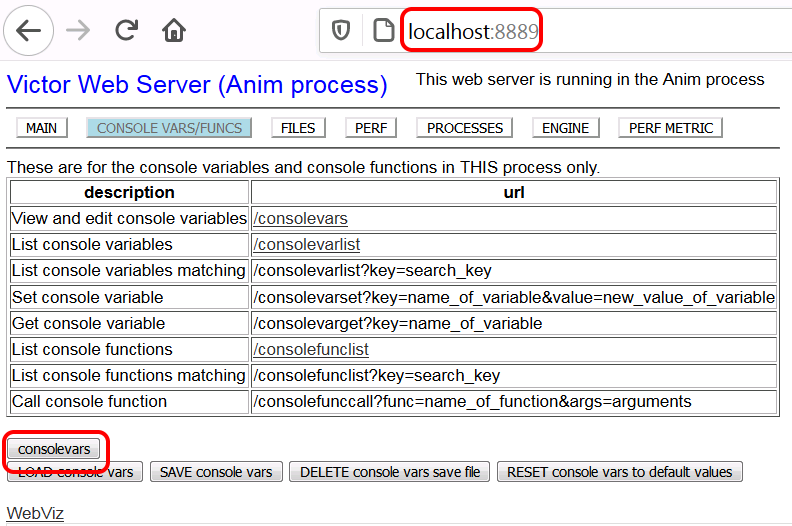 localhost:8889
Victor Web Server (Anim process) This web server is running in the Anim process
MAIN CONSOLE VARS/FUNCS FILES PERF PROCESSES ENGINE PERF METRIC
These are for the console variables and console functions in THIS process only.
description url
View and edit console variables /consolevars
List console variables /consolevarlist
List console variables matching /consolevarlist?key=search_key
Set console variable /consolevarset?key=name_of_variable&value=new_value_of_variable
Get console variable /consolevarget?key=name_of_variable
List console functions /consolefunclist
List console functions matching /consolefunclist?key=search_key
Call console function /consolefunccall?func=name_of_function&args=arguments
consolevars
LOAD console vars SAVE console vars DELETE console vars save file RESET console vars to default values
WebViz